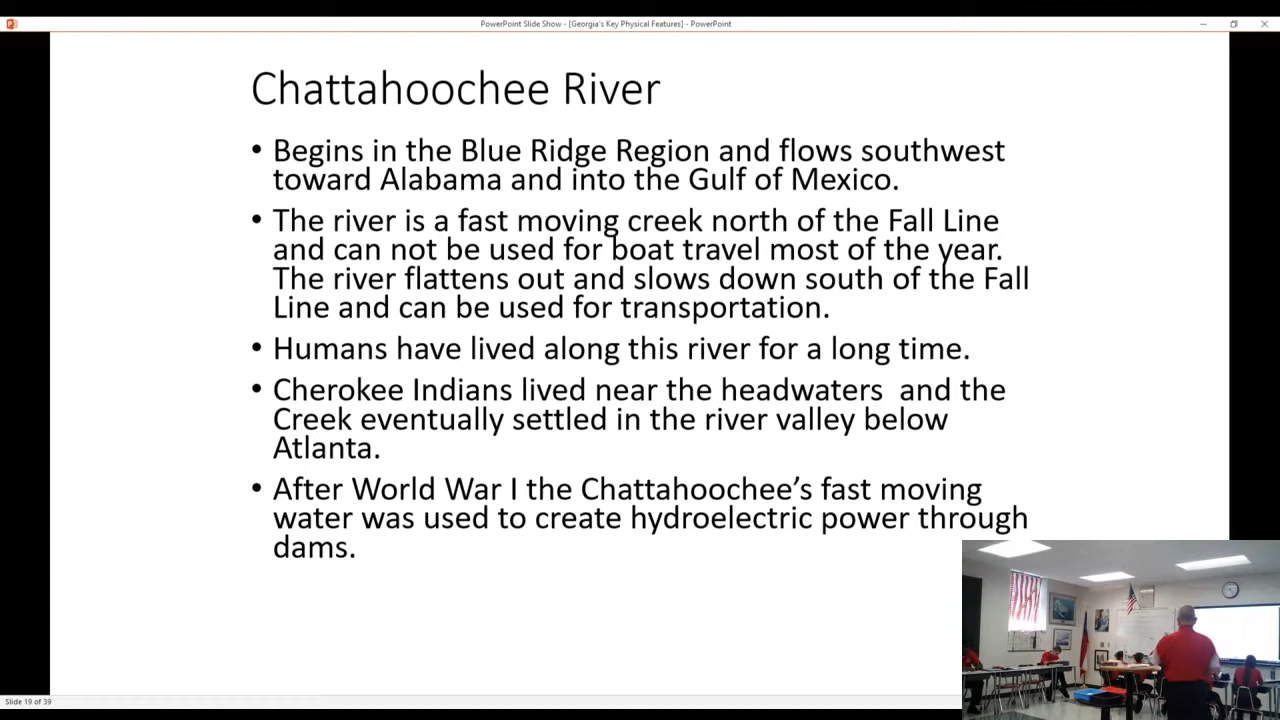 PowerPoint Slide Show - [Georgia's Key Physical Features] - PowerPoint
Chattahoochee River
• Begins in the Blue Ridge Region and flows southwest
toward Alabama and into the Gulf of Mexico.
• The river is a fast moving creek north of the Fall Line
and can not be used for boat travel most of the year.
The river flattens out and slows down south of the Fall
Line and can be used for transportation.
• Humans have lived along this river for a long time.
• Cherokee Indians lived near the headwaters  and the
Creek eventually settled in the river valley below
Atlanta.
• After World War I the Chattahoochee’s fast moving
water was used to create hydroelectric power through
dams.
Slide 19 of 39